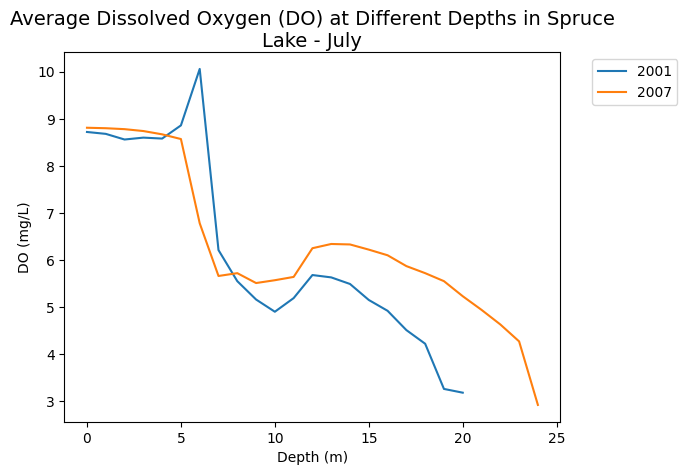 Average Dissolved Oxygen (DO) at Different Depths in Spruce
Lake - July
2001
2007
DO (mg/L)
10
9
8
7
6
5
4
3
0 5 10 15 20 25
Depth (m)